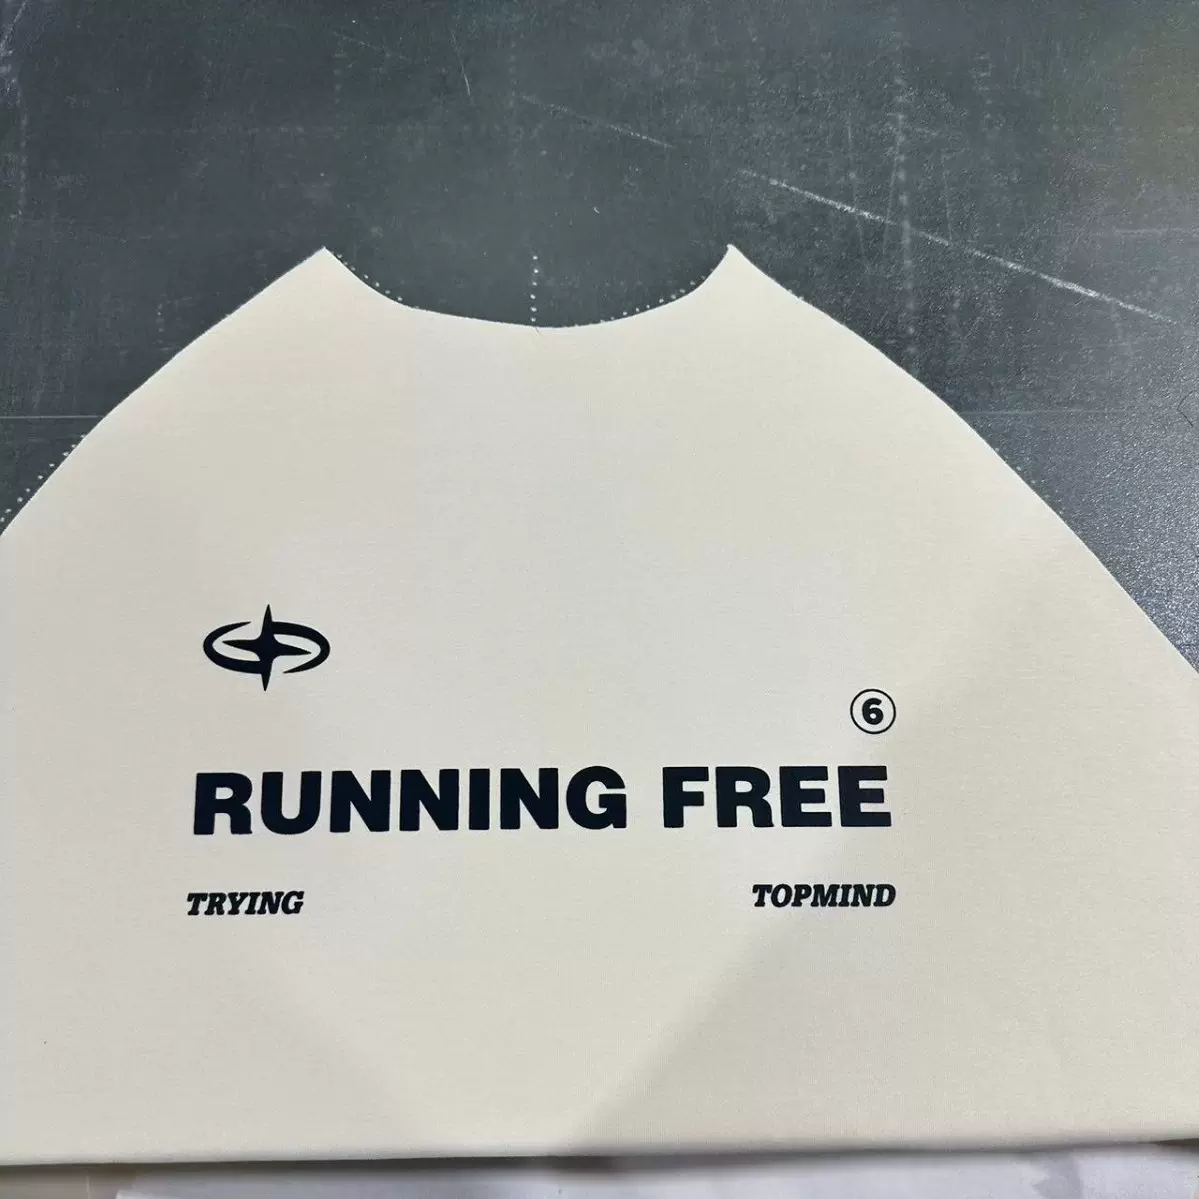 ⑥
RUNNING FREE
TRYING TOPMIND